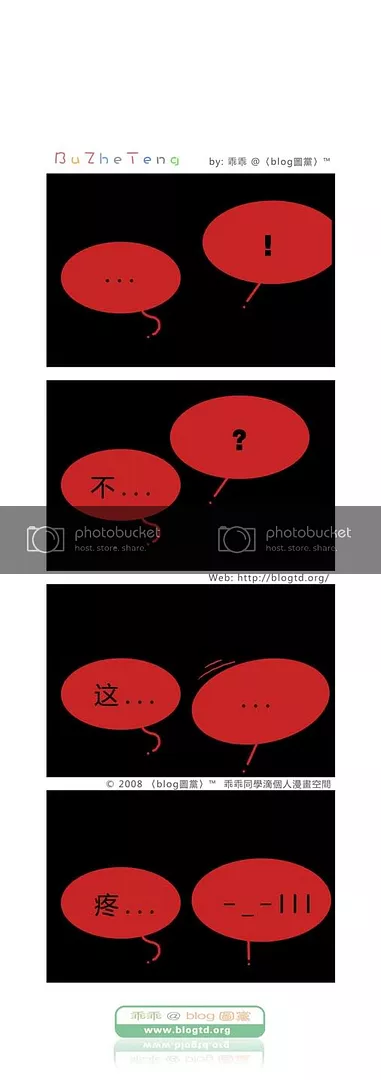 BuZheTeng
by: 乖乖 @〈blog圖黨〉™
...
!
不...
?
photobucket
host. store. share.
photobucket
host. store. share.
Web: http://blogtd.org/
这...
...
© 2008 〈blog圖黨〉™ 乖乖同學滴個人漫畫空間
疼...
-_-|||
乖乖 @ blog 圖黨
www.blogtd.org